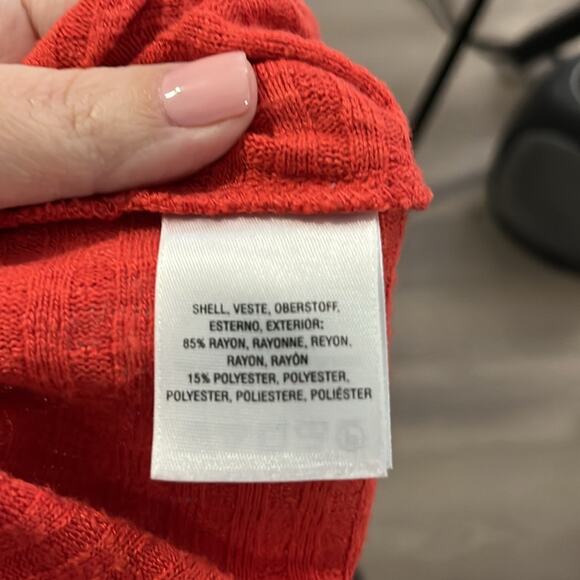 SHELL, VESTE, OBERSTOFF,
ESTERNO, EXTERIOR:
85% RAYON, RAYONNE, REYON,
RAYON, RAYÓN
15% POLYESTER, POLYESTER,
POLYESTER, POLIESTERE, POLIÉSTER